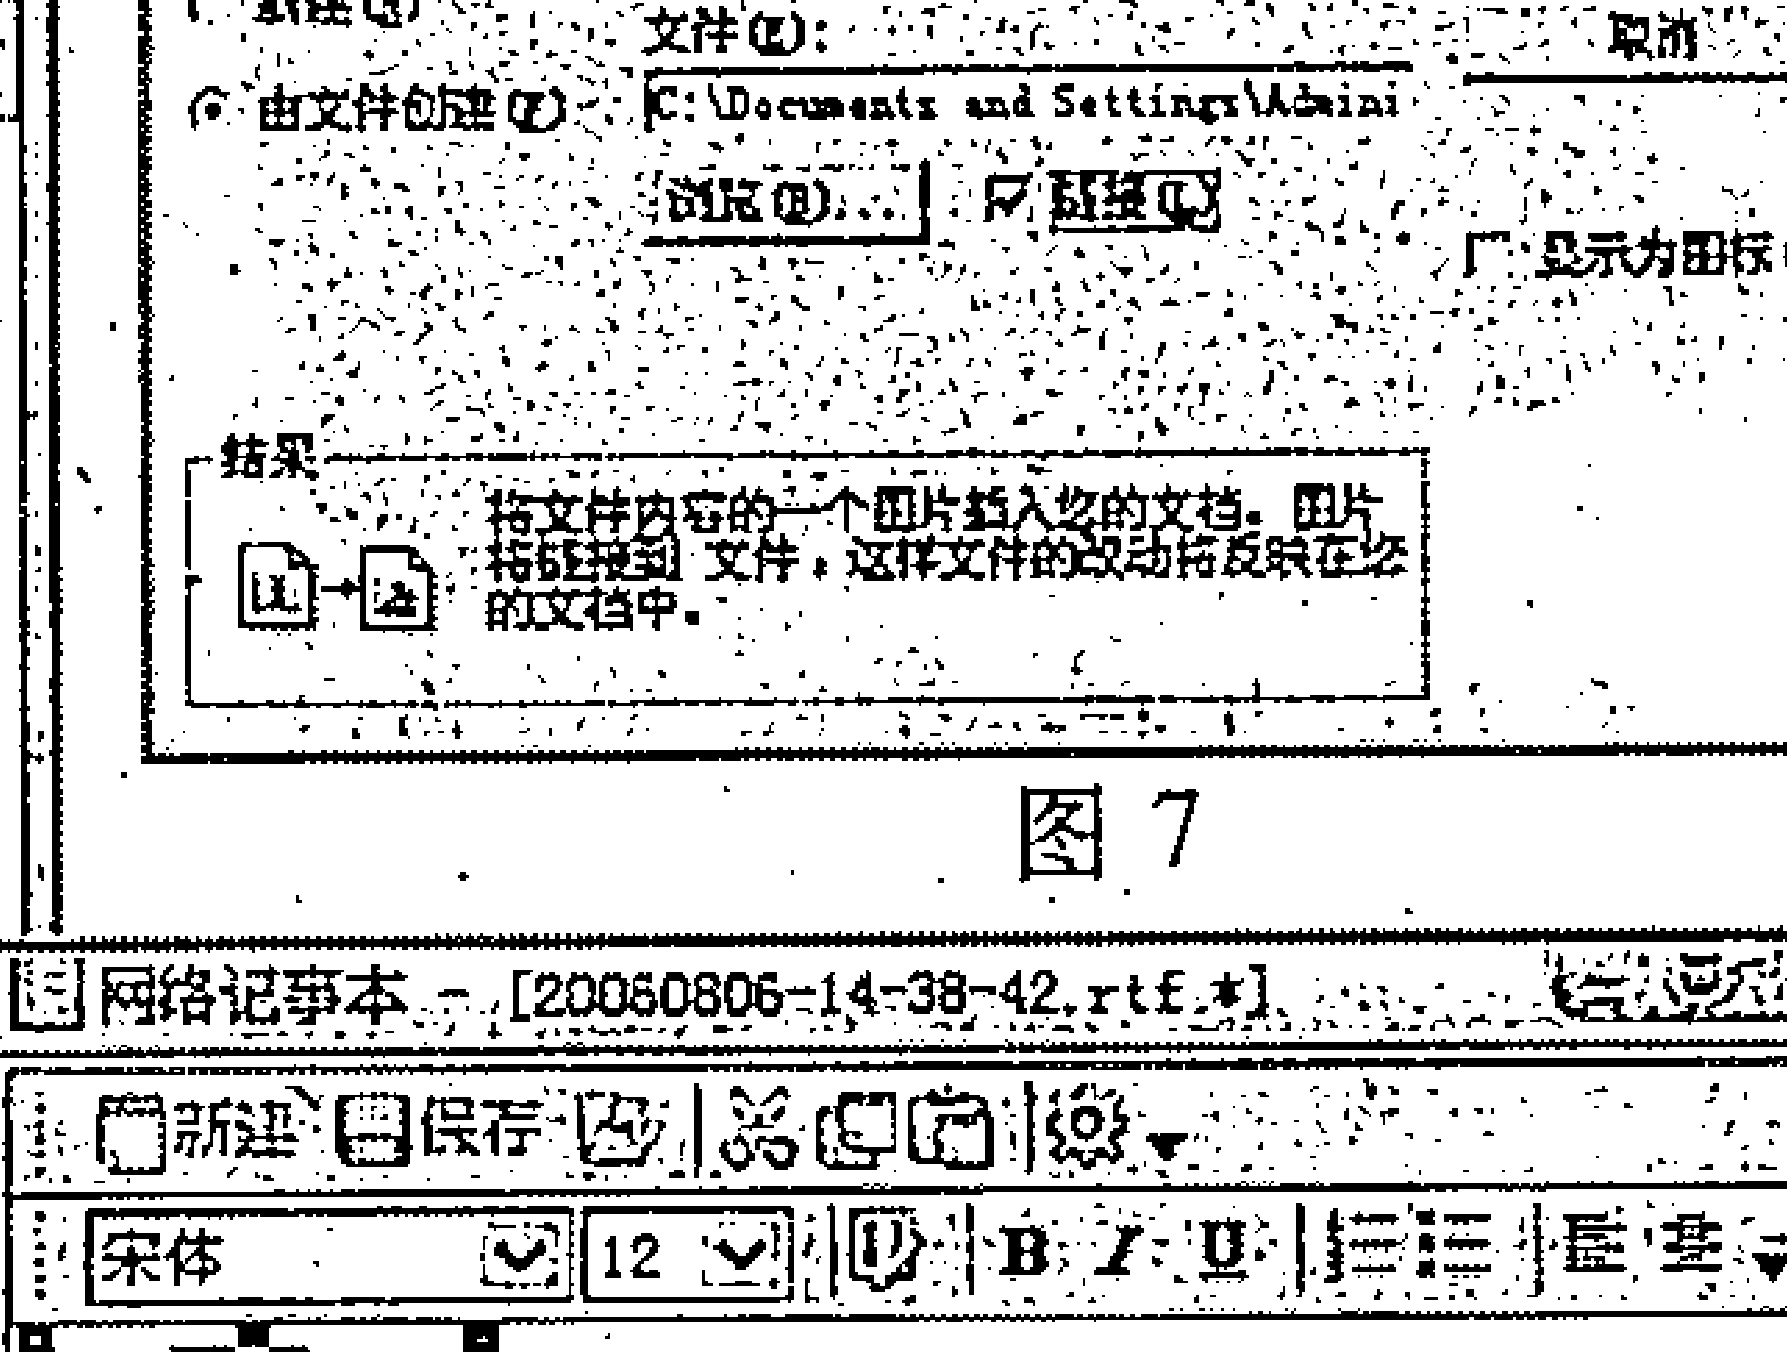 新建(N)
文件(E):
取消
由文件创建(F)
C:\Documents and Settings\Admini
浏览(B)...
链接(L)
显示为图标
结果
将文件内容的一个图片插入您的文档。图片
将链接到 文件，这样文件的改动将反映在您
的文档中。
图 7
网络记事本 - [20060806-14-38-42.rtf *]
新建 保存
宋体 12 B I U